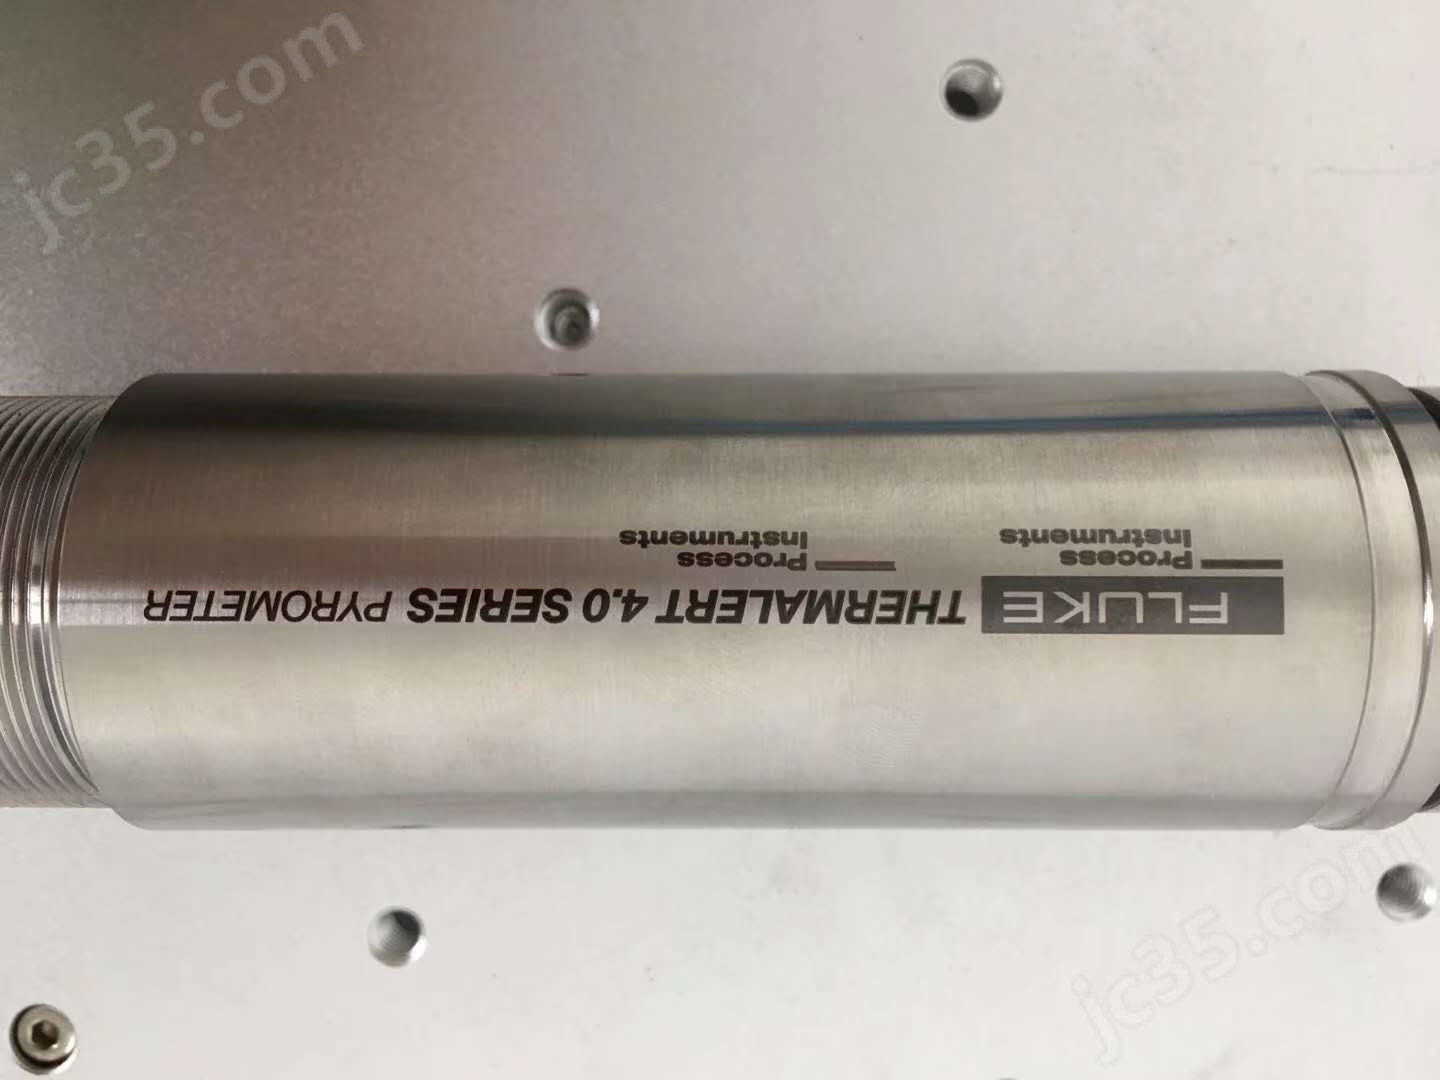 FLUKE THERMALERT 4.0 SERIES PYROMETER
Process
Instruments
Process
Instruments
jc35.com
jc35.com